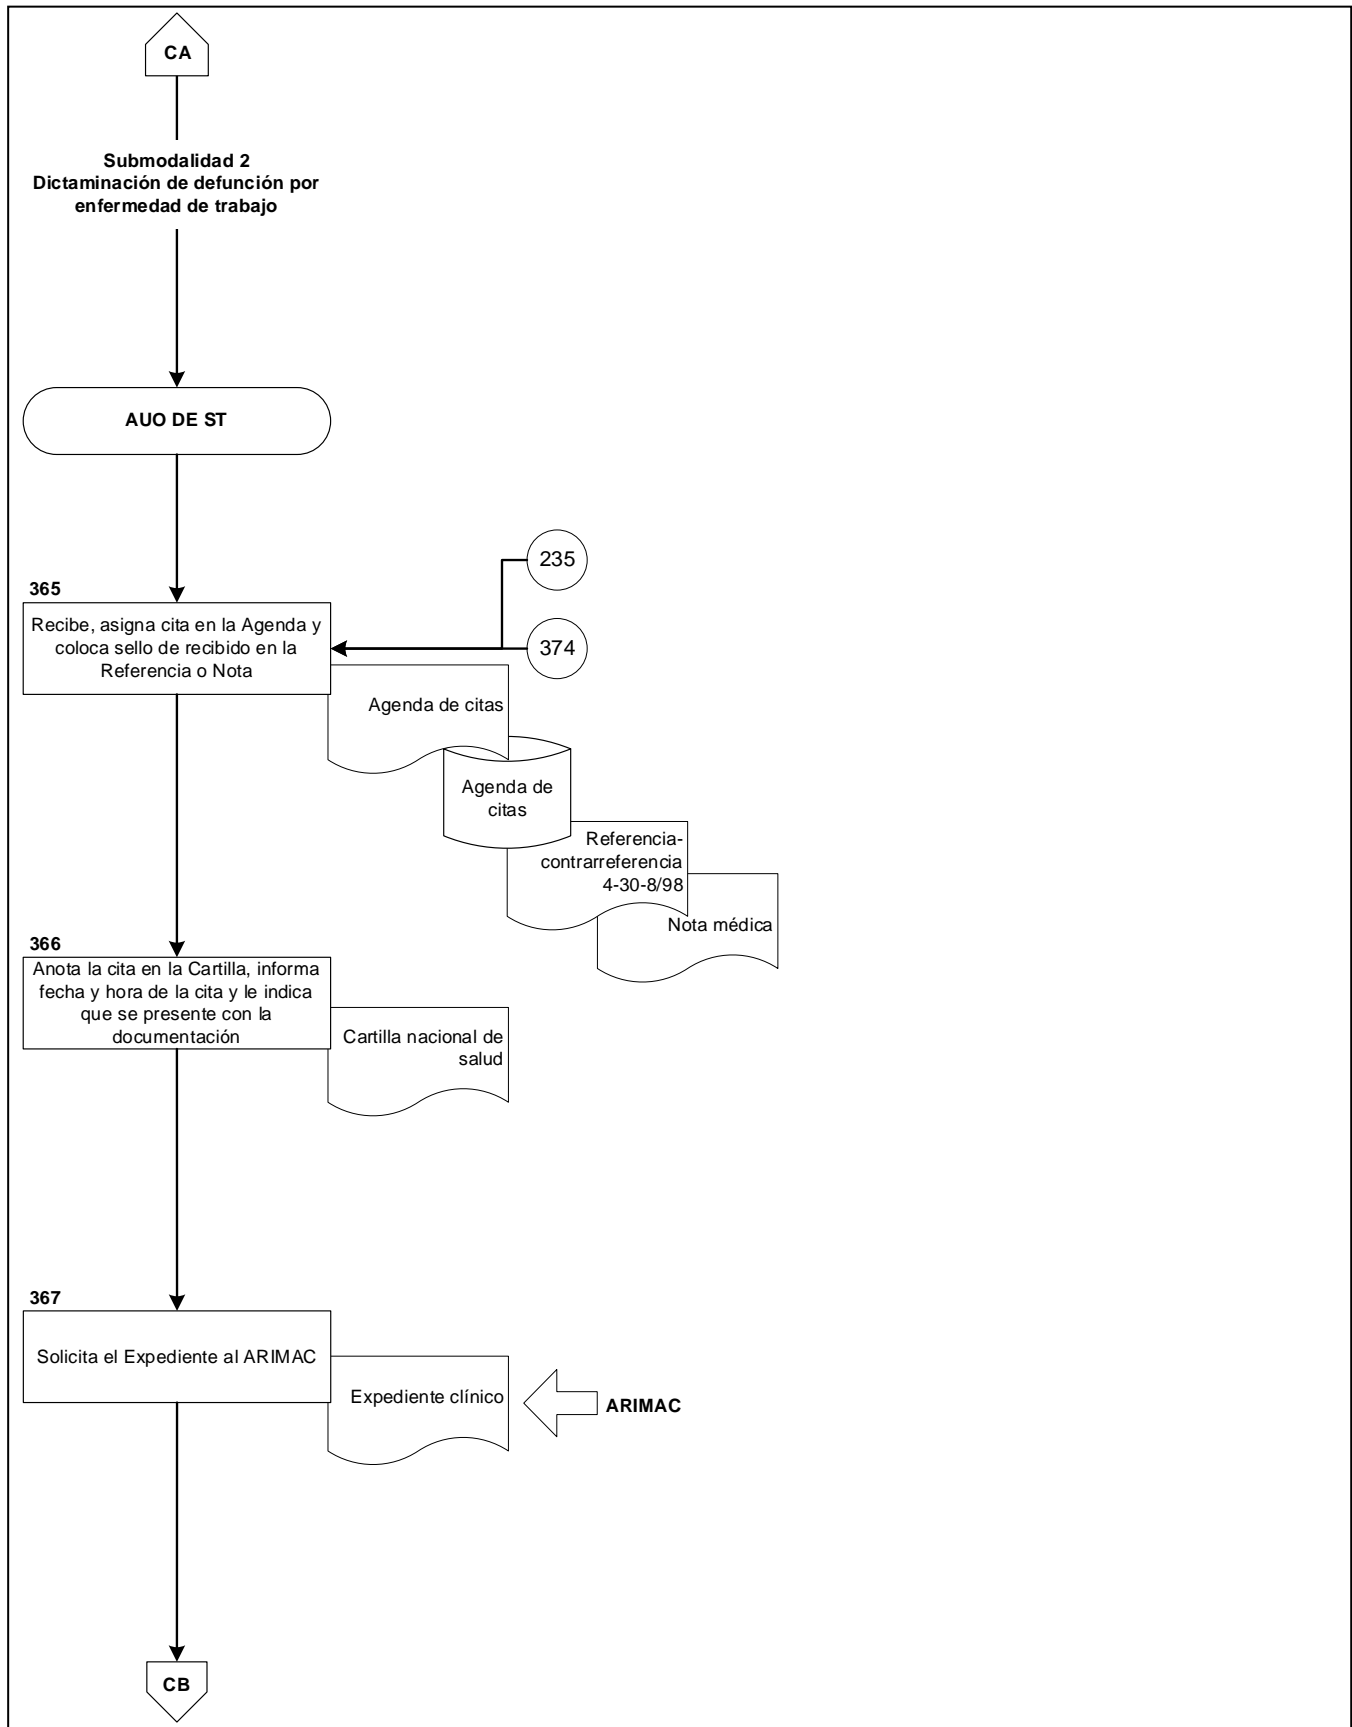 CA
Submodalidad 2
Dictaminación de defunción por
enfermedad de trabajo
AUO DE ST
235
365
Recibe, asigna cita en la Agenda y
coloca sello de recibido en la
Referencia o Nota
374
Agenda de citas
Agenda de
citas
Referencia-
contrarreferencia
4-30-8/98
Nota médica
366
Anota la cita en la Cartilla, informa
fecha y hora de la cita y le indica
que se presente con la
documentación
Cartilla nacional de
salud
367
Solicita el Expediente al ARIMAC
Expediente clínico
ARIMAC
CB